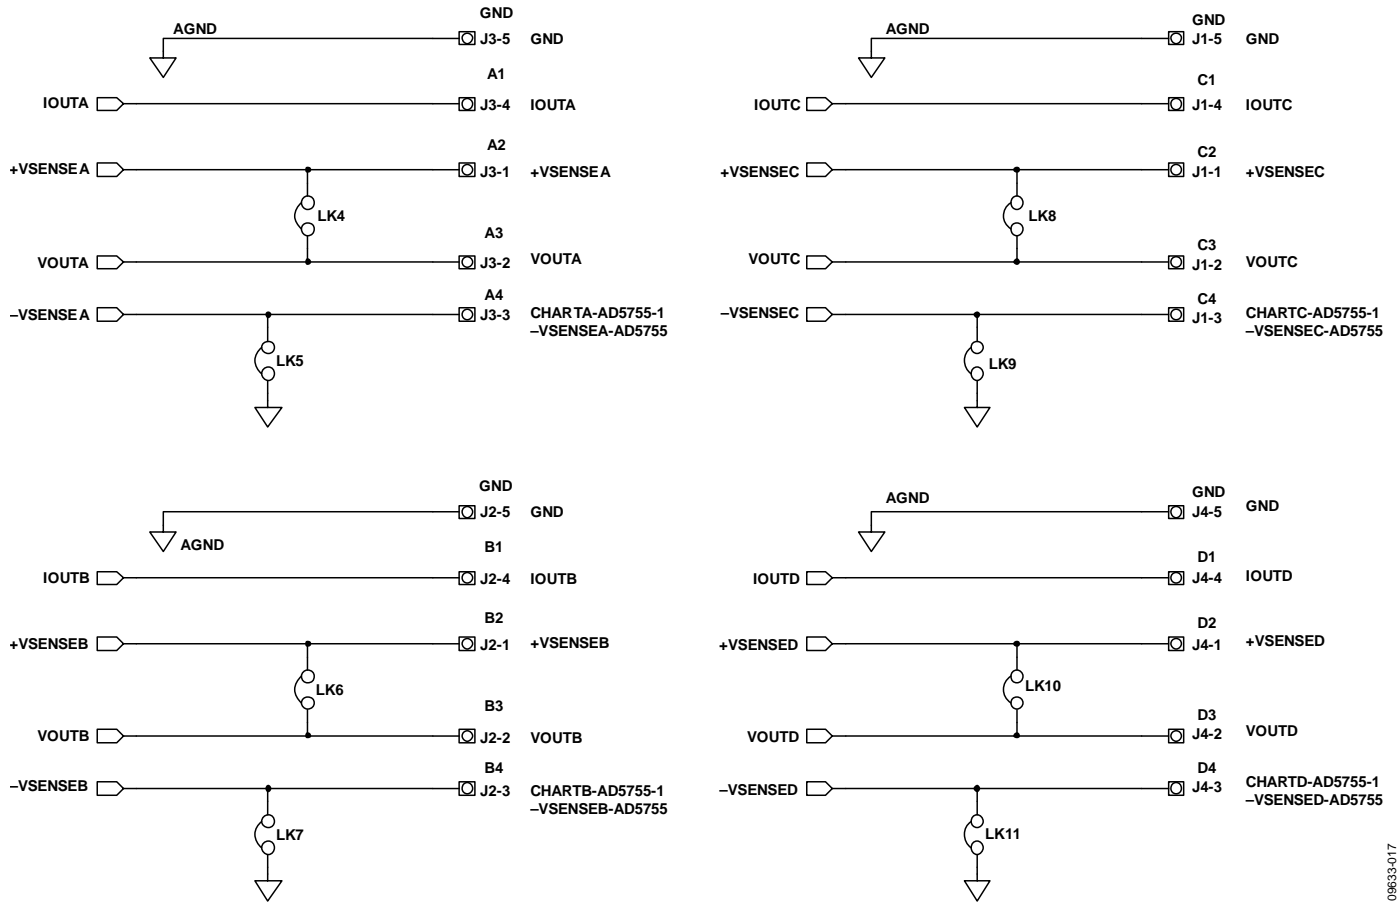 GND
AGND
J3-5 GND
A1
IOUTA
J3-4 IOUTA
A2
+VSENSEA
J3-1 +VSENSEA
LK4
A3
VOUTA
J3-2 VOUTA
A4
–VSENSEA
J3-3 CHARTA-AD5755-1
–VSENSEA-AD5755
LK5
GND
AGND
J1-5 GND
C1
IOUTC
J1-4 IOUTC
C2
+VSENSEC
J1-1 +VSENSEC
LK8
C3
VOUTC
J1-2 VOUTC
C4
–VSENSEC
J1-3 CHARTC-AD5755-1
–VSENSEC-AD5755
LK9
GND
J2-5 GND
AGND
B1
IOUTB
J2-4 IOUTB
B2
+VSENSEB
J2-1 +VSENSEB
LK6
B3
VOUTB
J2-2 VOUTB
B4
–VSENSEB
J2-3 CHARTB-AD5755-1
–VSENSEB-AD5755
LK7
GND
AGND
J4-5 GND
D1
IOUTD
J4-4 IOUTD
D2
+VSENSED
J4-1 +VSENSED
LK10
D3
VOUTD
J4-2 VOUTD
D4
–VSENSED
J4-3 CHARTD-AD5755-1
–VSENSED-AD5755
LK11
09633-017